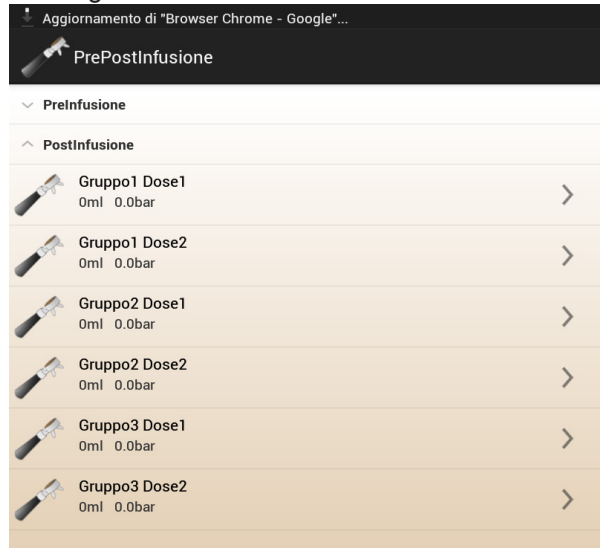 Aggiornamento di "Browser Chrome - Google"...
PrePostInfusione
PreInfusione
PostInfusione
Gruppo1 Dose1
0ml 0.0bar
Gruppo1 Dose2
0ml 0.0bar
Gruppo2 Dose1
0ml 0.0bar
Gruppo2 Dose2
0ml 0.0bar
Gruppo3 Dose1
0ml 0.0bar
Gruppo3 Dose2
0ml 0.0bar